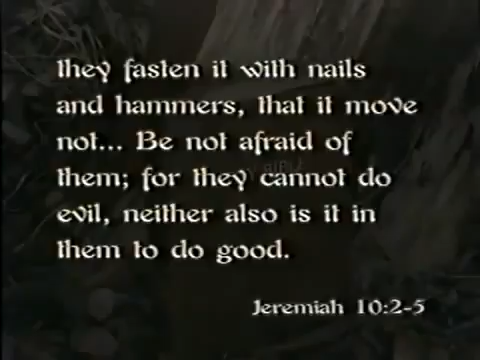 they fasten it with nails
and hammers, that it move
not... Be not afraid of
them; for they cannot do
evil, neither also is it in
them to do good.
Jeremiah 10:2-5